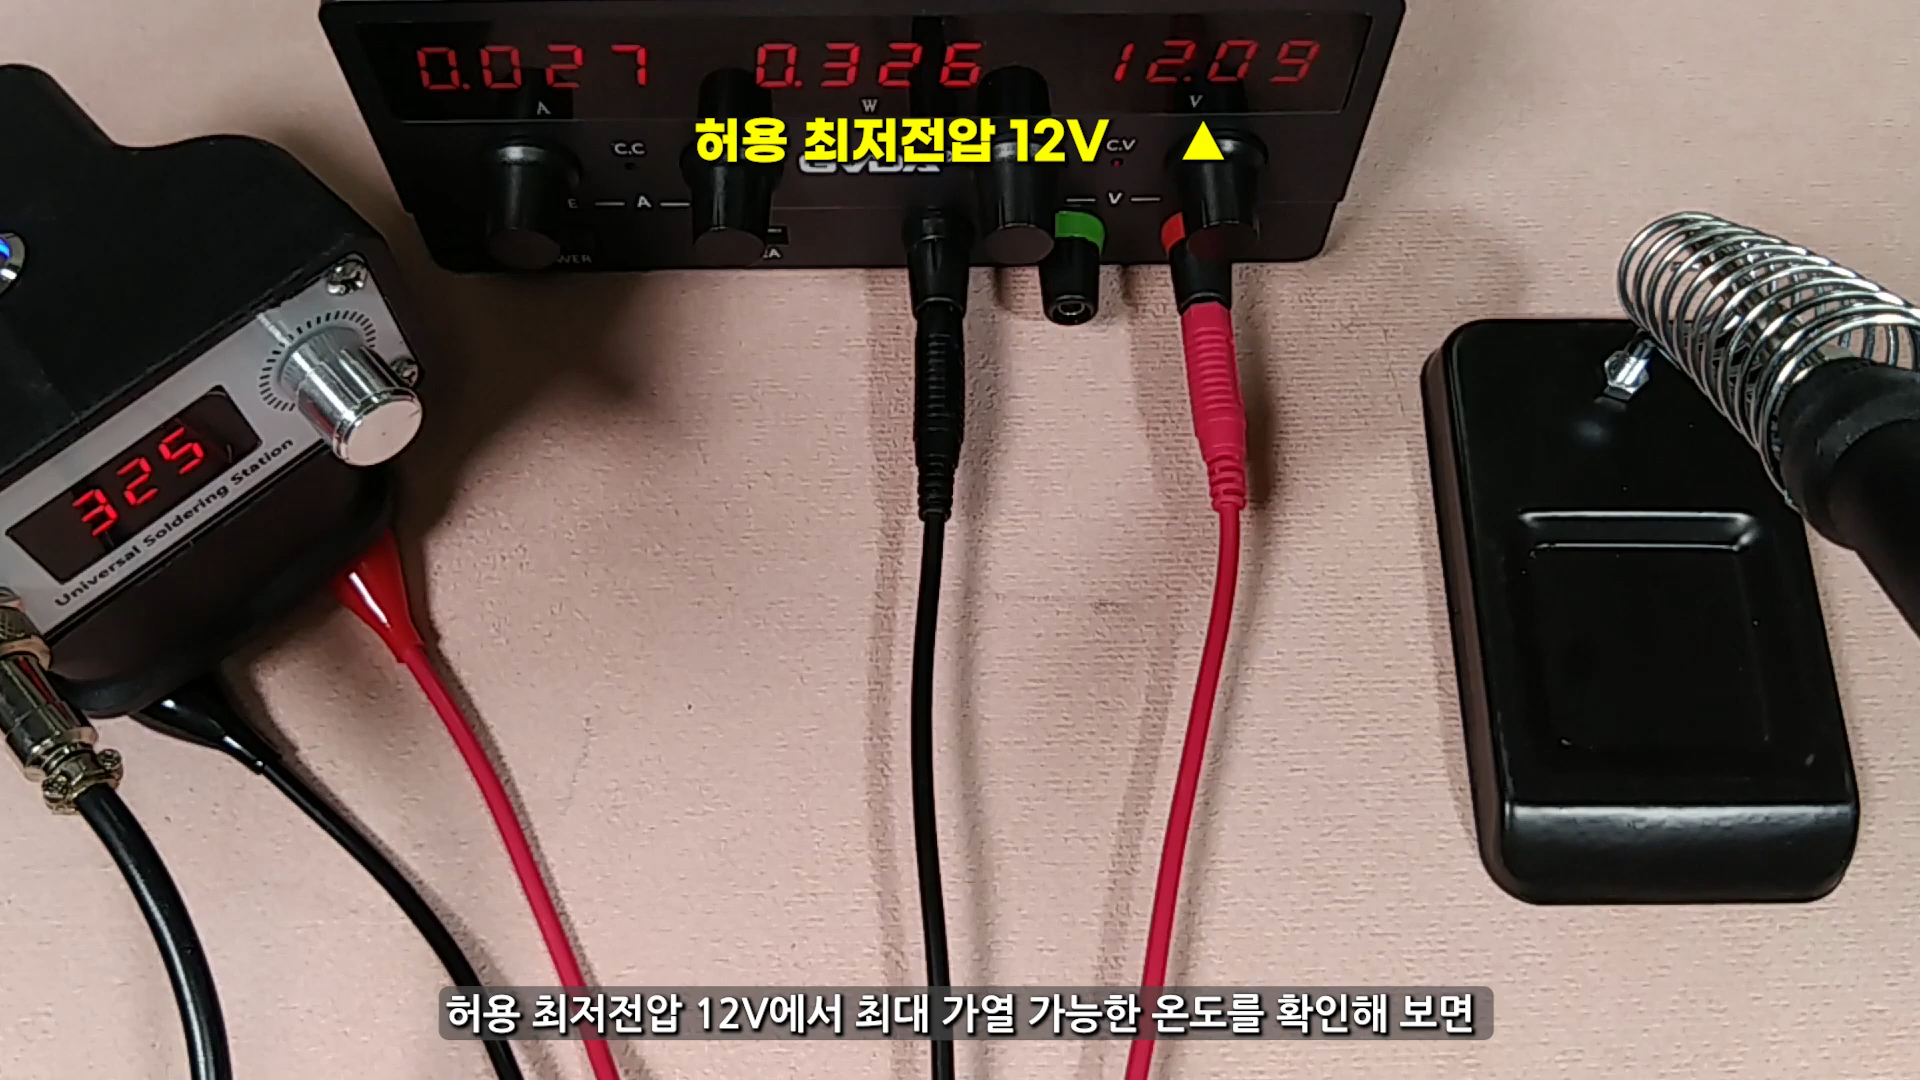 0.027 0.326 12.09
A W V
허용 최저전압 12V ▲
C.C C.V
GVDA
E A V
325
Universal Soldering Station
허용 최저전압 12V에서 최대 가열 가능한 온도를 확인해 보면